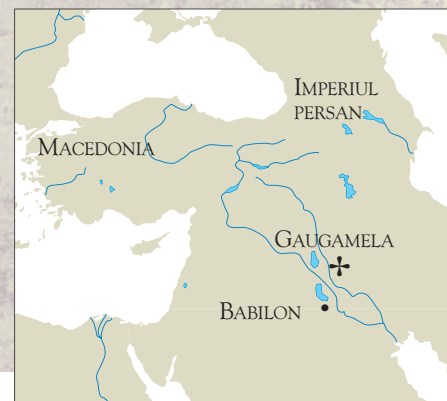 IMPERIUL
PERSAN
MACEDONIA
GAUGAMELA
BABILON